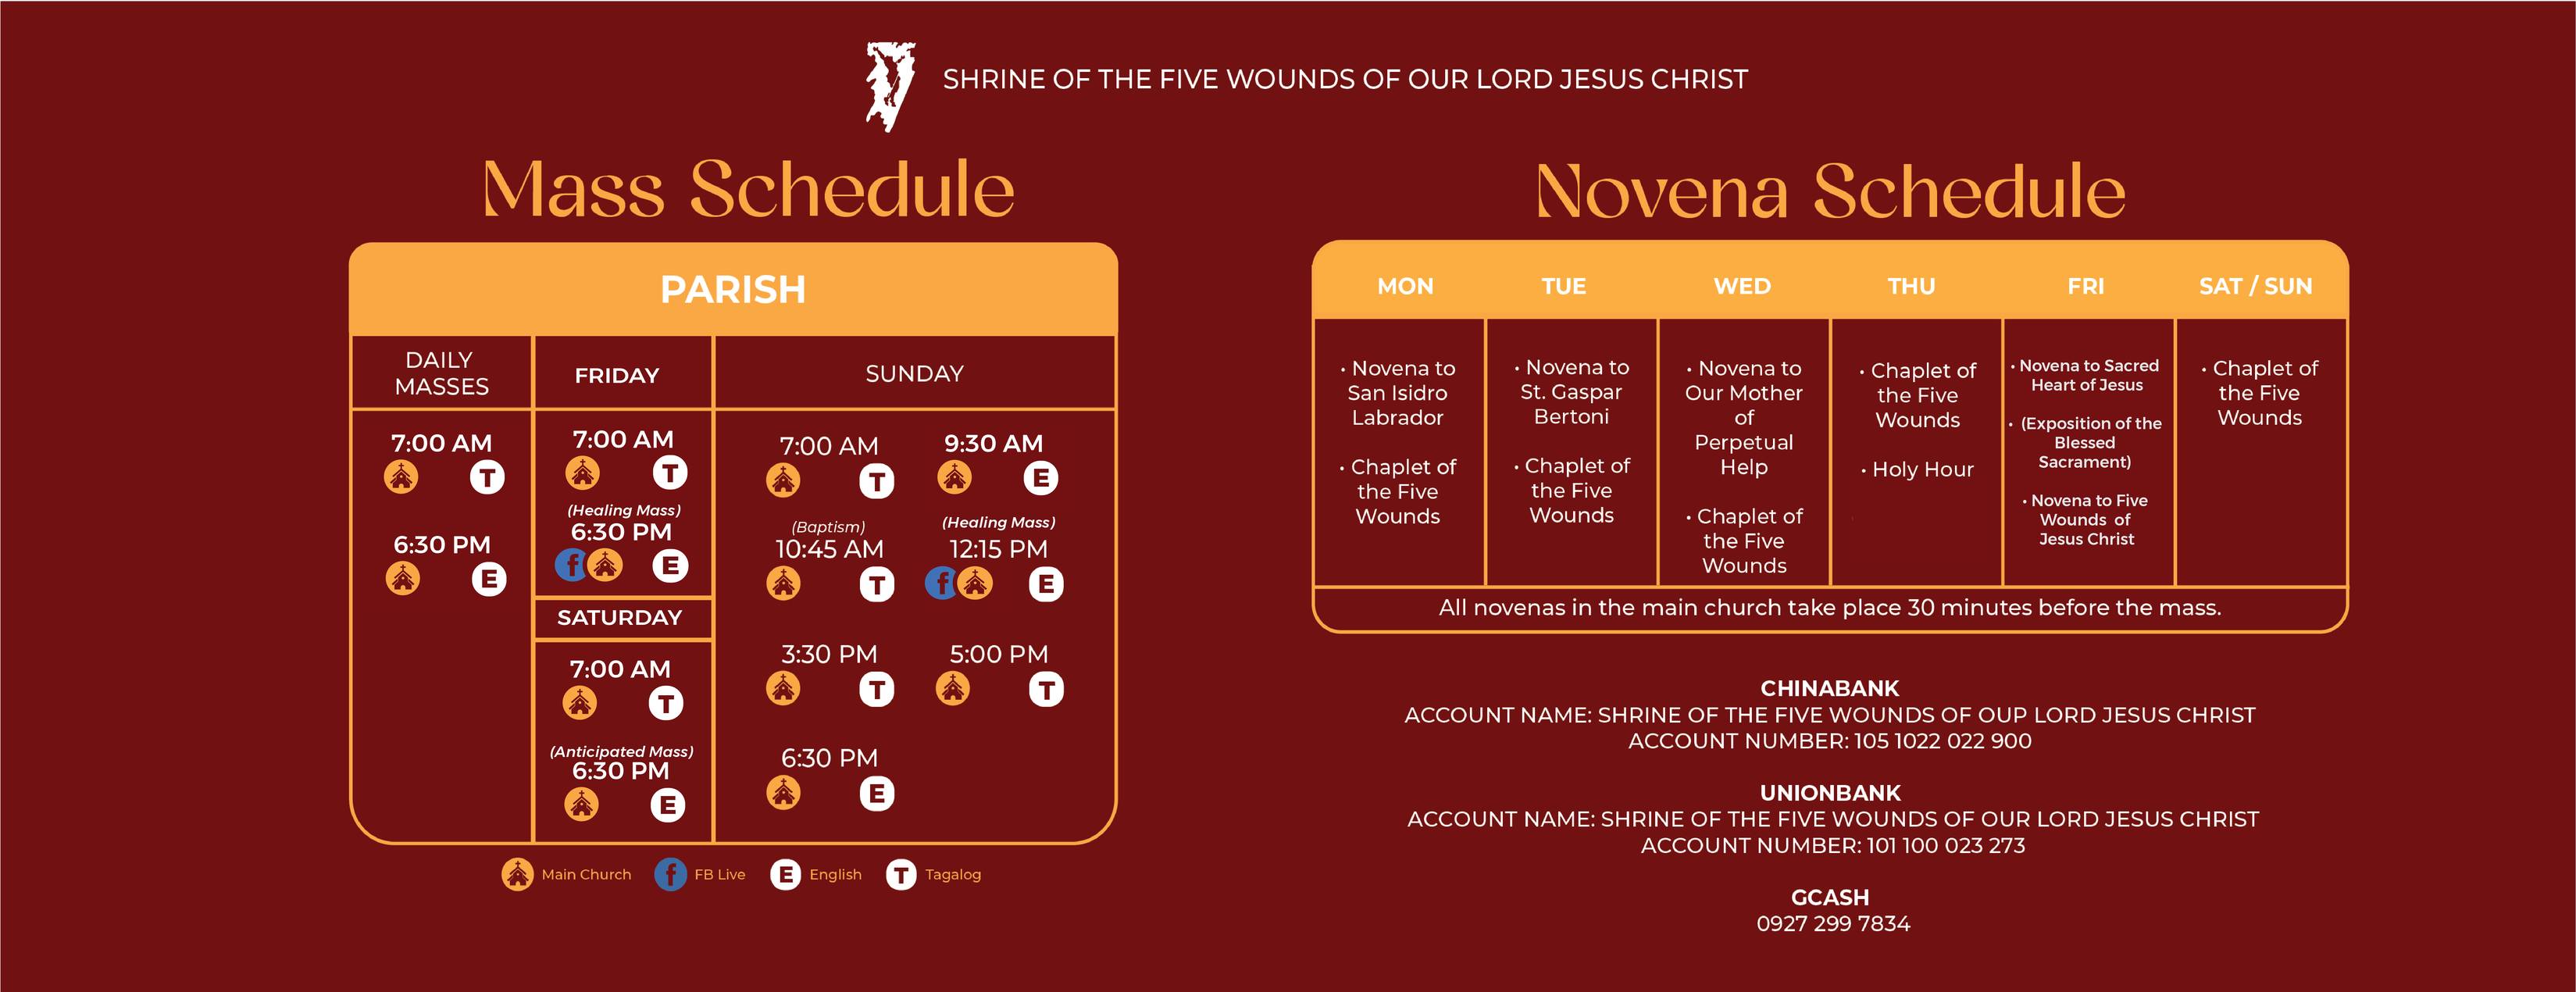 SHRINE OF THE FIVE WOUNDS OF OUR LORD JESUS CHRIST
Mass Schedule
PARISH
DAILY
MASSES
7:00 AM
T
6:30 PM
E
FRIDAY
7:00 AM
T
(Healing Mass)
6:30 PM
f E
SATURDAY
7:00 AM
T
(Anticipated Mass)
6:30 PM
E
SUNDAY
7:00 AM
T
9:30 AM
E
(Baptism)
10:45 AM
T
(Healing Mass)
12:15 PM
f E
3:30 PM
T
5:00 PM
T
6:30 PM
E
Main Church f FB Live E English T Tagalog
Novena Schedule
MON
• Novena to
San Isidro
Labrador
• Chaplet of
the Five
Wounds
TUE
• Novena to
St. Gaspar
Bertoni
• Chaplet of
the Five
Wounds
WED
• Novena to
Our Mother
of
Perpetual
Help
• Chaplet of
the Five
Wounds
THU
• Chaplet of
the Five
Wounds
• Holy Hour
FRI
• Novena to Sacred
Heart of Jesus
• (Exposition of the
Blessed
Sacrament)
• Novena to Five
Wounds of
Jesus Christ
SAT / SUN
• Chaplet of
the Five
Wounds
All novenas in the main church take place 30 minutes before the mass.
CHINABANK
ACCOUNT NAME: SHRINE OF THE FIVE WOUNDS OF OUP LORD JESUS CHRIST
ACCOUNT NUMBER: 105 1022 022 900
UNIONBANK
ACCOUNT NAME: SHRINE OF THE FIVE WOUNDS OF OUR LORD JESUS CHRIST
ACCOUNT NUMBER: 101 100 023 273
GCASH
0927 299 7834